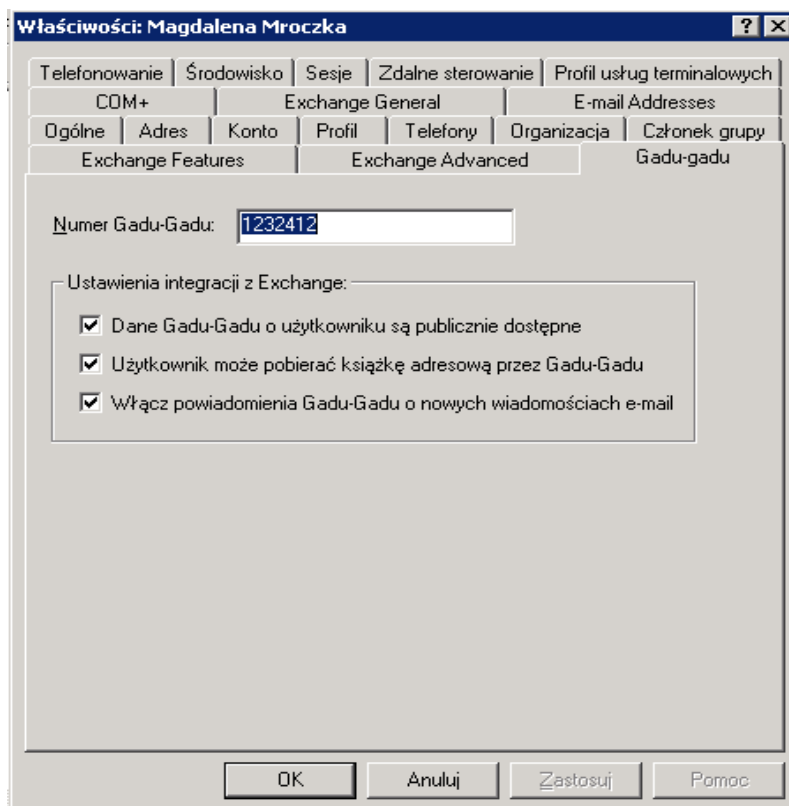 Właściwości: Magdalena Mroczka
Telefonowanie Środowisko Sesje Zdalne sterowanie Profil usług terminalowych
COM+ Exchange General E-mail Addresses
Ogólne Adres Konto Profil Telefony Organizacja Członek grupy
Exchange Features Exchange Advanced Gadu-gadu
Numer Gadu-Gadu: 1232412
Ustawienia integracji z Exchange:
Dane Gadu-Gadu o użytkowniku są publicznie dostępne
Użytkownik może pobierać książkę adresową przez Gadu-Gadu
Włącz powiadomienia Gadu-Gadu o nowych wiadomościach e-mail
OK Anuluj Zastosuj Pomoc